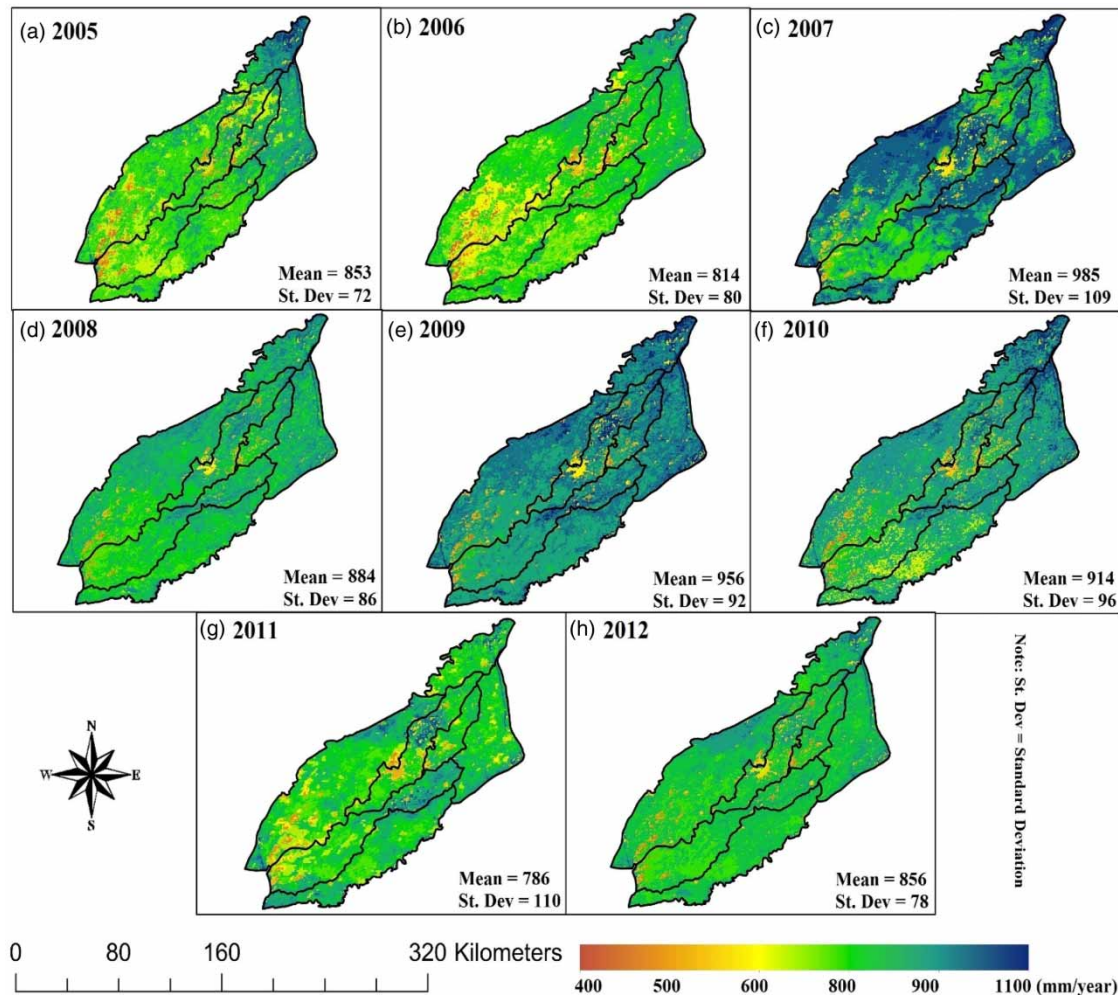 (a) 2005
Mean = 853
St. Dev = 72
(b) 2006
Mean = 814
St. Dev = 80
(c) 2007
Mean = 985
St. Dev = 109
(d) 2008
Mean = 884
St. Dev = 86
(e) 2009
Mean = 956
St. Dev = 92
(f) 2010
Mean = 914
St. Dev = 96
(g) 2011
Mean = 786
St. Dev = 110
(h) 2012
Mean = 856
St. Dev = 78
Note: St. Dev = Standard Deviation
N
W E
S
0 80 160 320 Kilometers
400 500 600 800 900 1100 (mm/year)